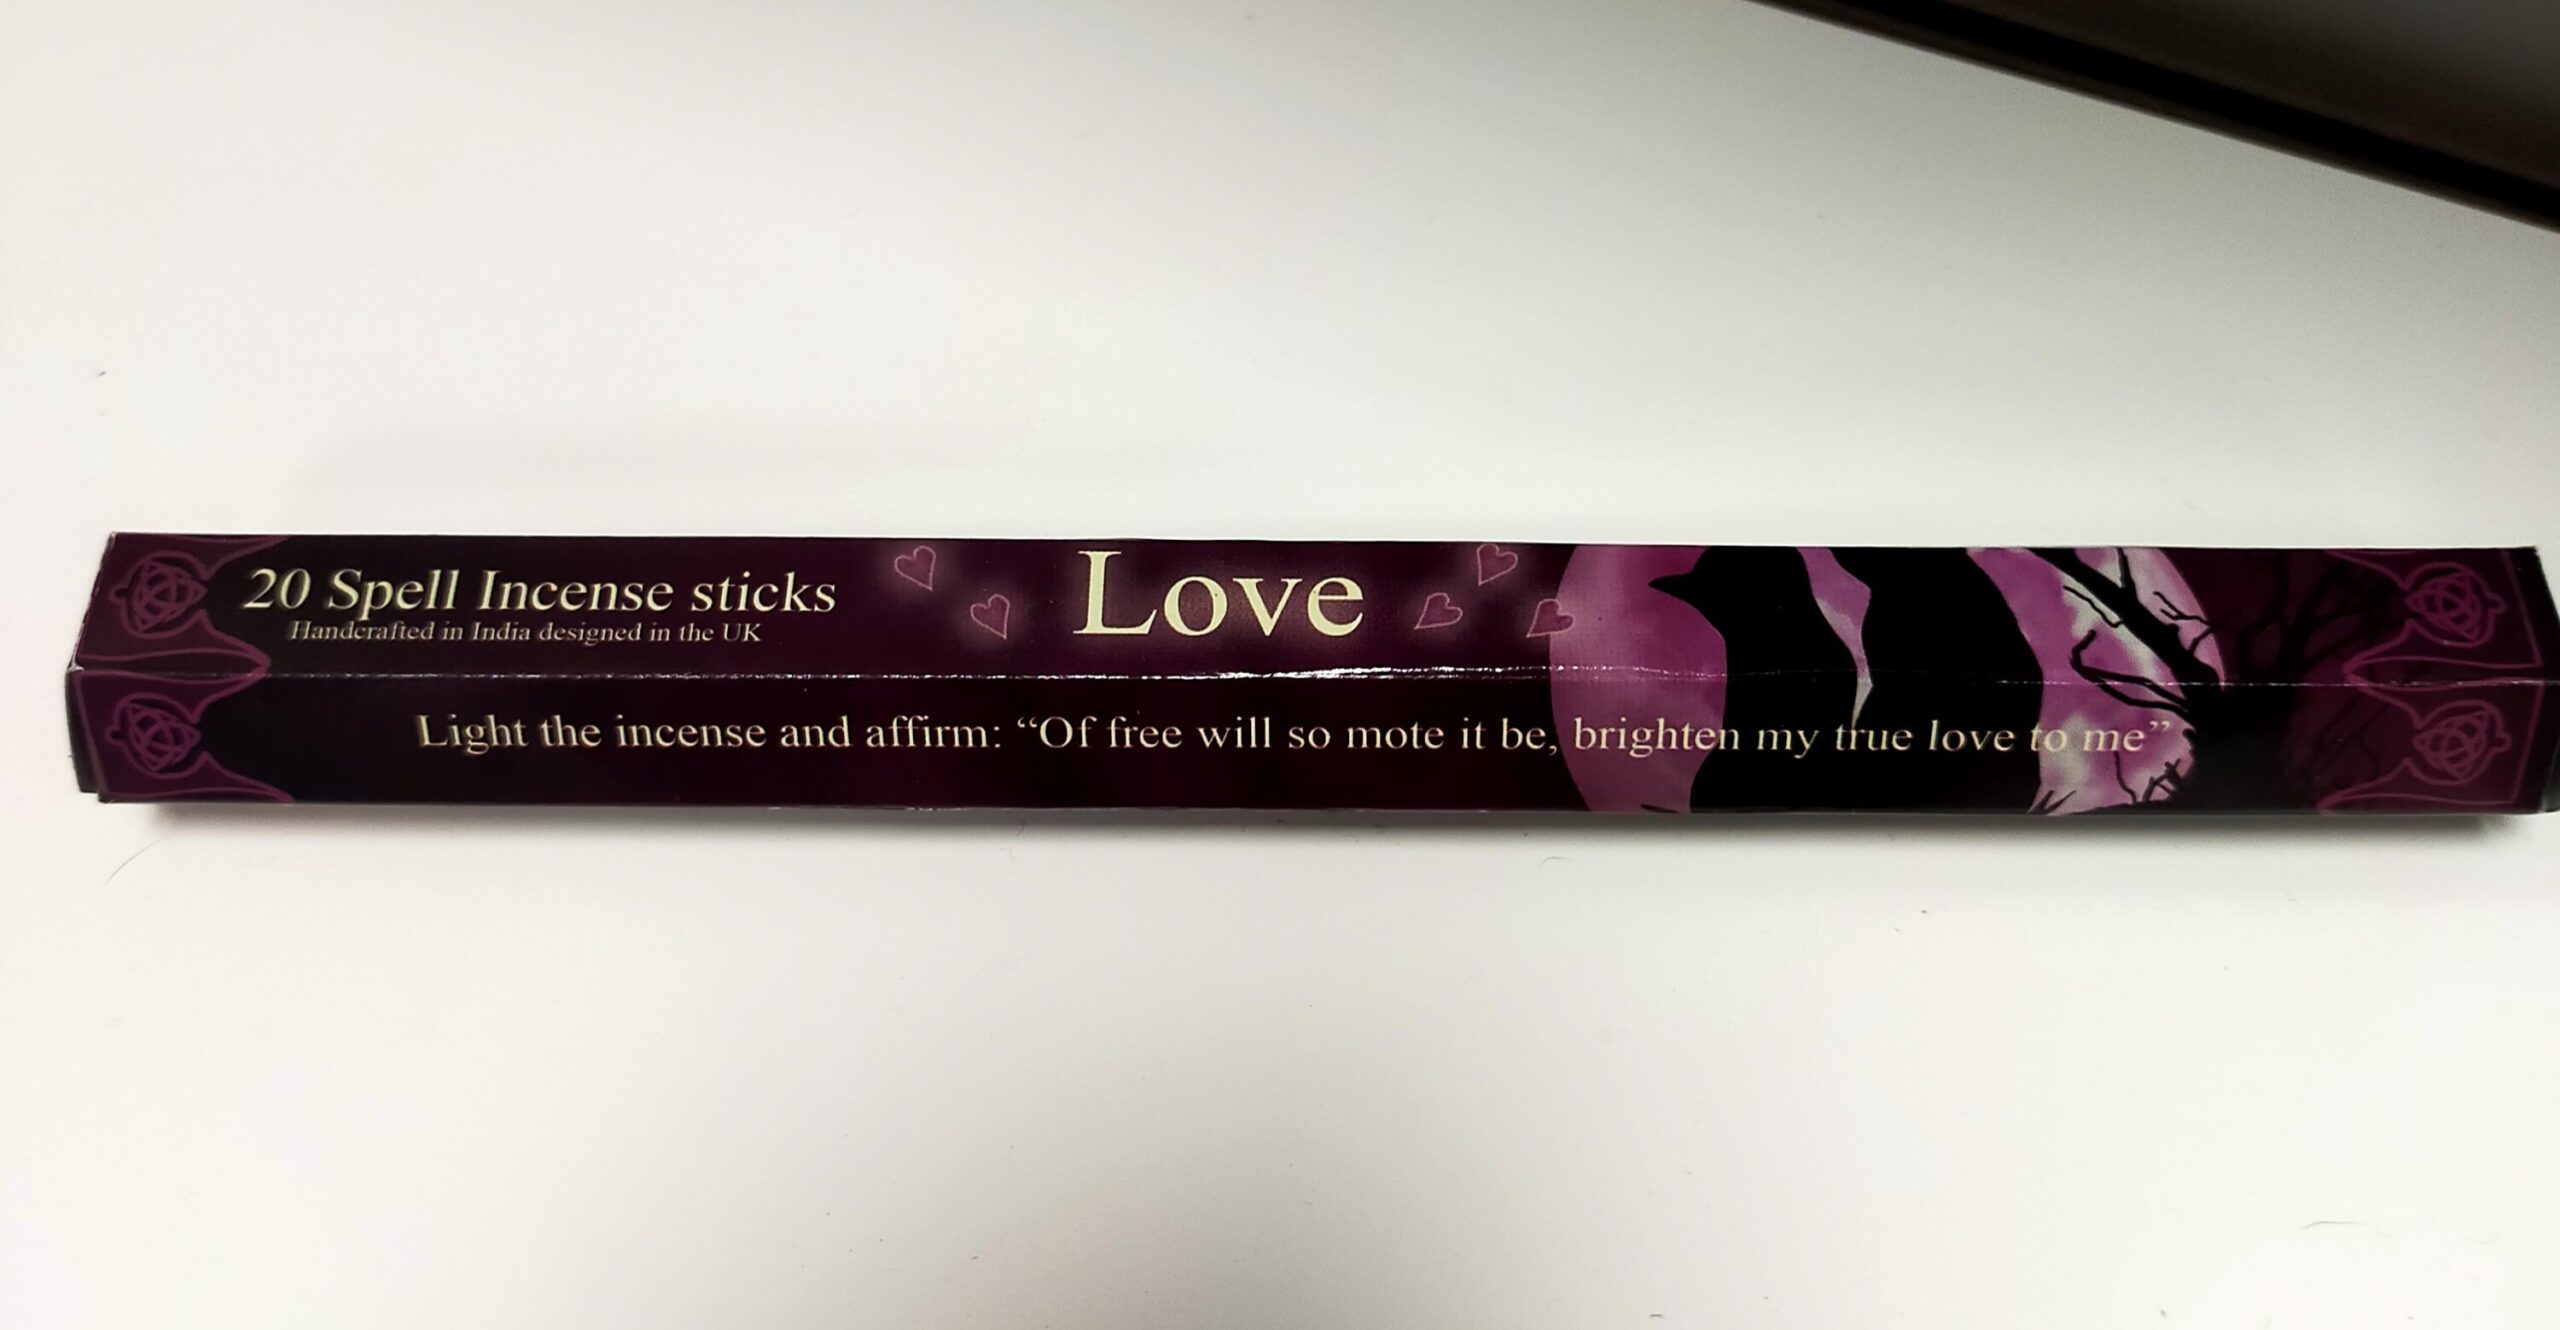 20 Spell Incense sticks
Handcrafted in India designed in the UK
Love
Light the incense and affirm: “Of free will so mote it be, brighten my true love to me”